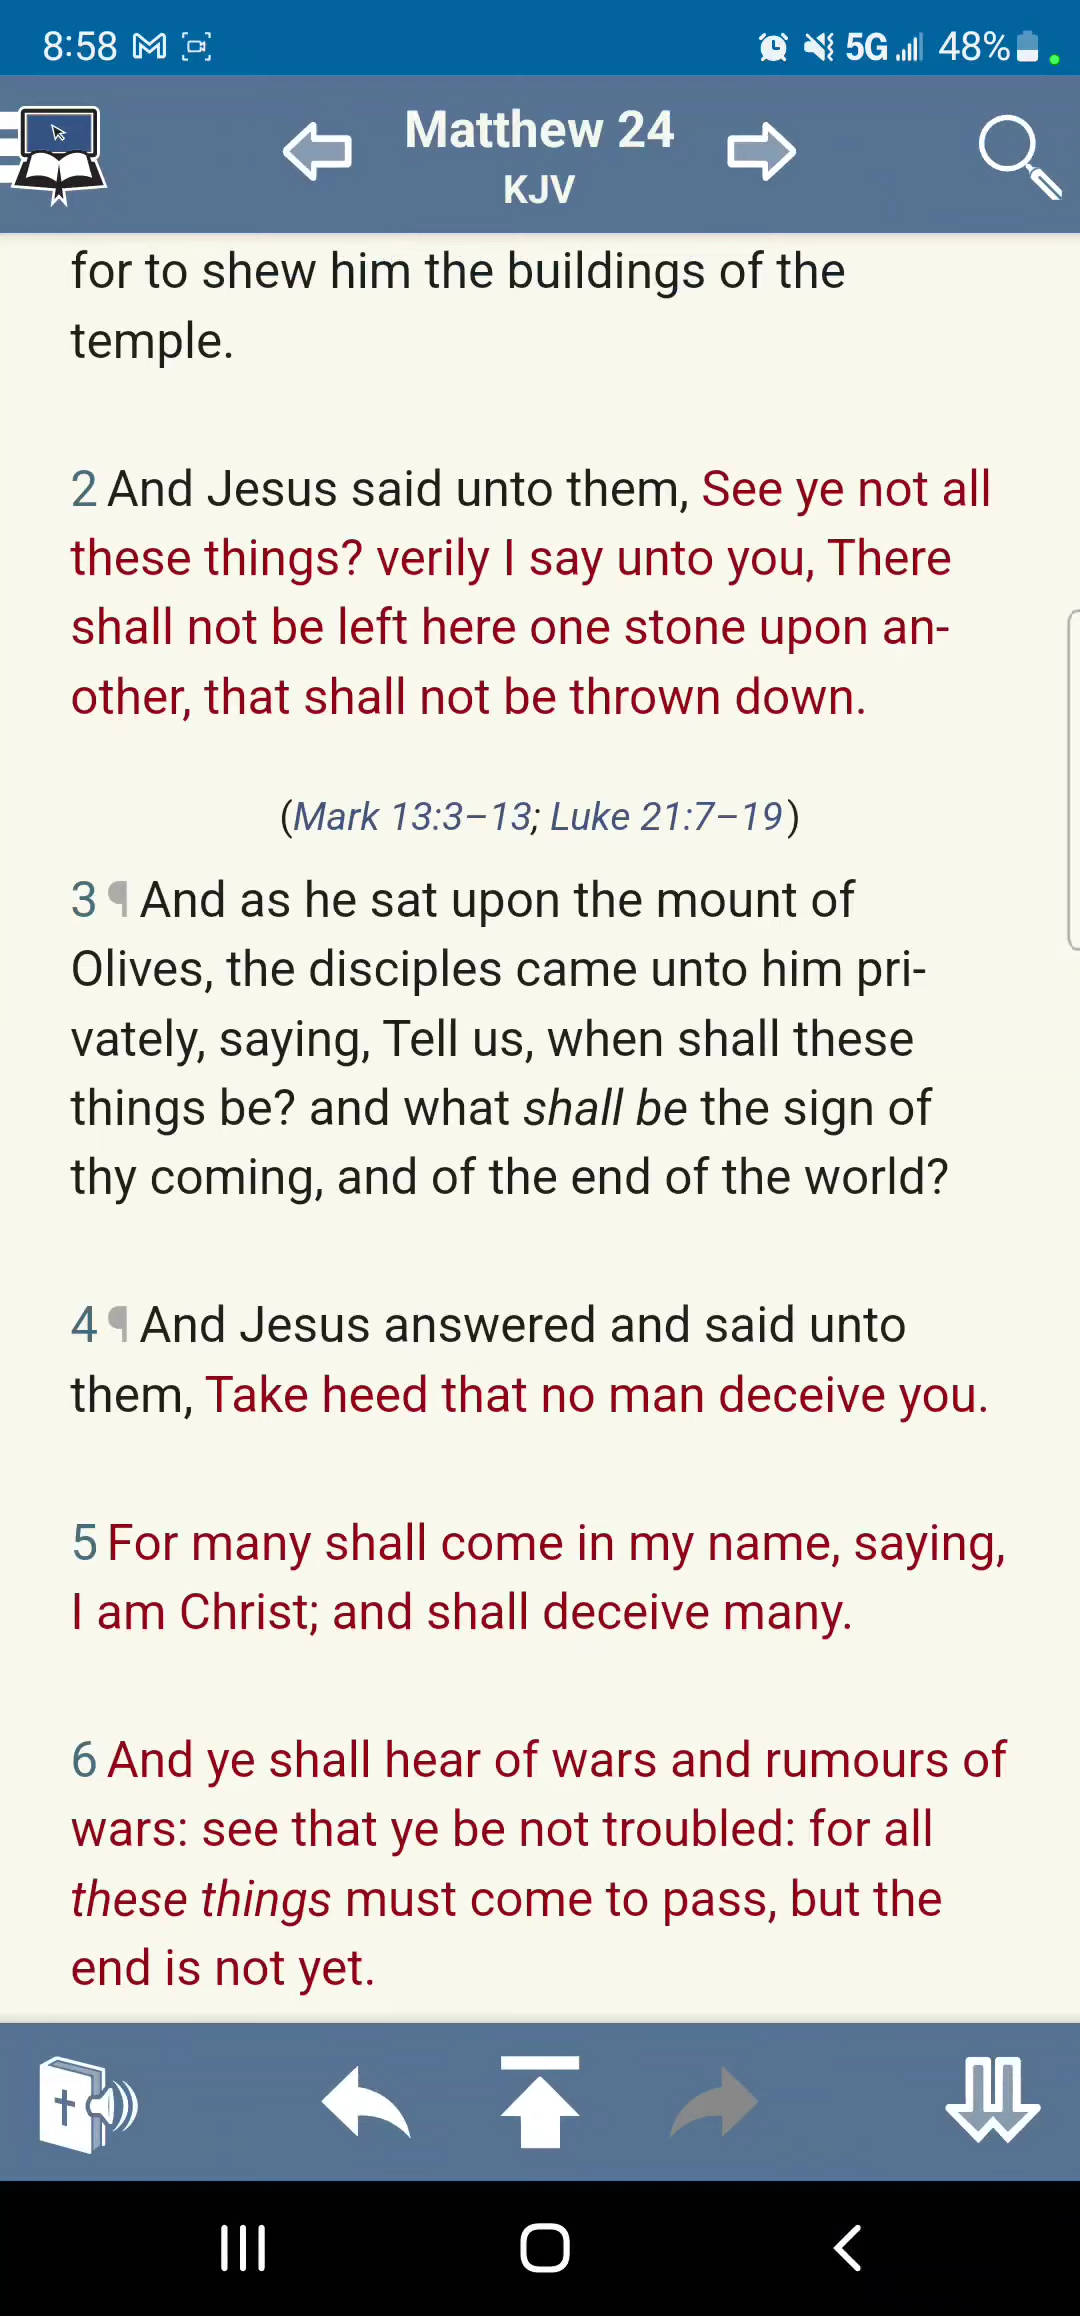 8:58 5G 48%
Matthew 24
KJV
for to shew him the buildings of the
temple.
2 And Jesus said unto them, See ye not all
these things? verily I say unto you, There
shall not be left here one stone upon an-
other, that shall not be thrown down.
(Mark 13:3–13; Luke 21:7–19)
3 ¶ And as he sat upon the mount of
Olives, the disciples came unto him pri-
vately, saying, Tell us, when shall these
things be? and what shall be the sign of
thy coming, and of the end of the world?
4 ¶ And Jesus answered and said unto
them, Take heed that no man deceive you.
5 For many shall come in my name, saying,
I am Christ; and shall deceive many.
6 And ye shall hear of wars and rumours of
wars: see that ye be not troubled: for all
these things must come to pass, but the
end is not yet.